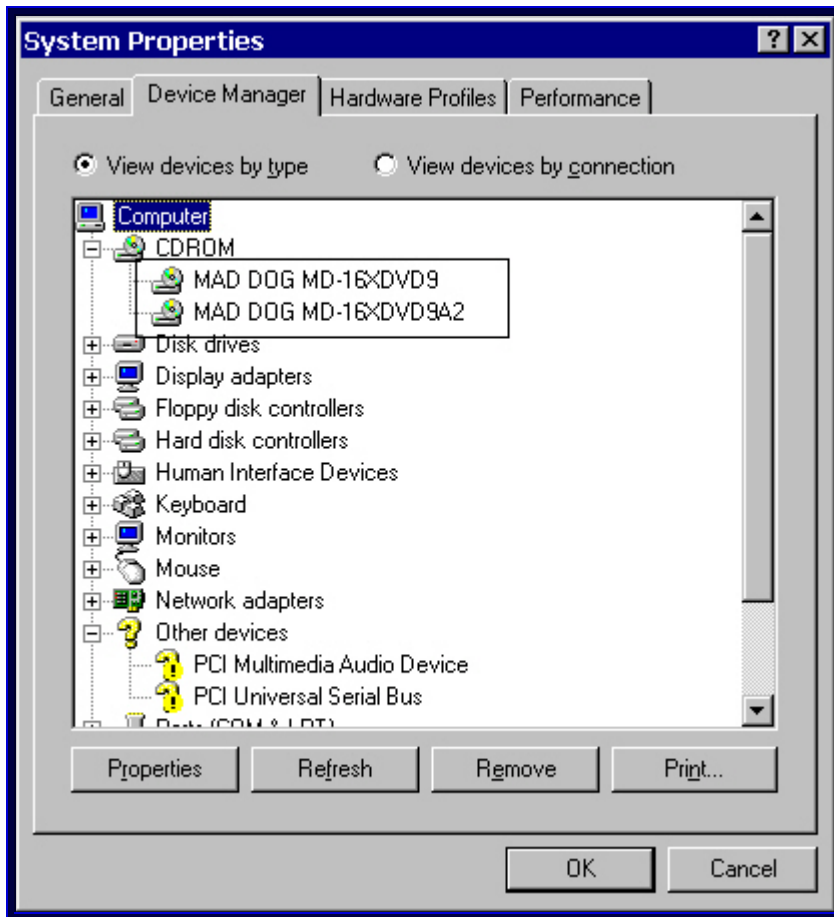 System Properties
General Device Manager Hardware Profiles Performance
View devices by type View devices by connection
Computer
CDROM
MAD DOG MD-16XDVD9
MAD DOG MD-16XDVD9A2
Disk drives
Display adapters
Floppy disk controllers
Hard disk controllers
Human Interface Devices
Keyboard
Monitors
Mouse
Network adapters
Other devices
PCI Multimedia Audio Device
PCI Universal Serial Bus
Ports (COM & LPT)
Properties Refresh Remove Print...
OK Cancel